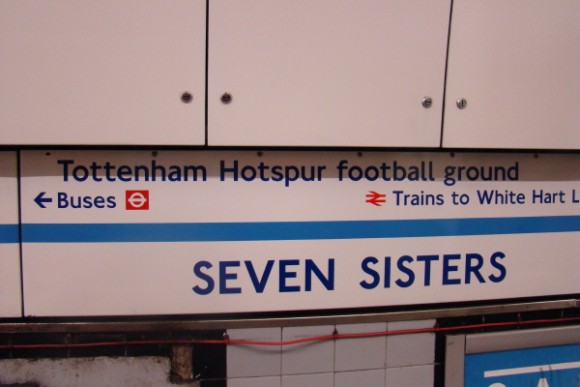 Tottenham Hotspur football ground
←Buses Trains to White Hart L
SEVEN SISTERS